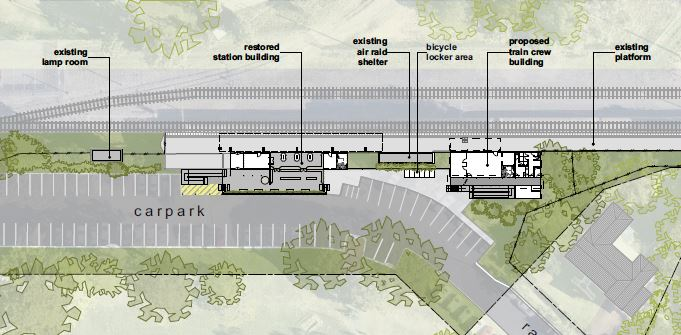 existing
lamp room
restored
station building
existing
air raid
shelter
bicycle
locker area
proposed
train crew
building
existing
platform
carpark
ra